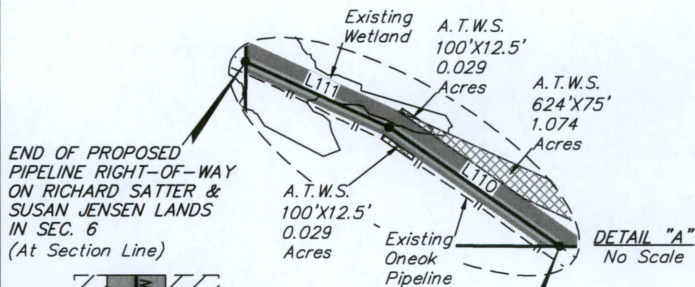 Existing
Wetland
A.T.W.S.
100'X12.5'
0.029
Acres
A.T.W.S.
624'X75'
1.074
Acres
L111
L110
END OF PROPOSED
PIPELINE RIGHT-OF-WAY
ON RICHARD SATTER &
SUSAN JENSEN LANDS
IN SEC. 6
(At Section Line)
A.T.W.S.
100'X12.5'
0.029
Acres
Existing
Oneok
Pipeline
DETAIL "A"
No Scale